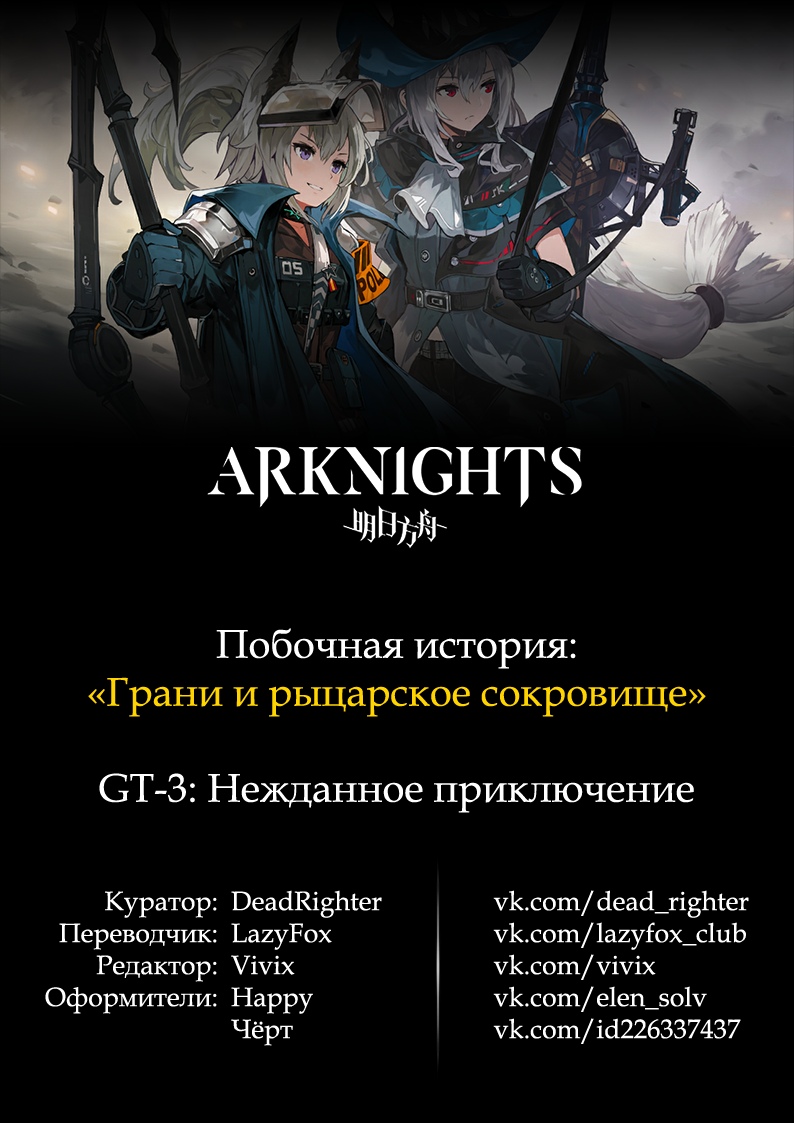 05
POL
ARKNIGHTS
明日方舟
Побочная история:
«Грани и рыцарское сокровище»
GT-3: Нежданное приключение
Куратор: DeadRighter vk.com/dead_righter
Переводчик: LazyFox vk.com/lazyfox_club
Редактор: Vivix vk.com/vivix
Оформители: Happy vk.com/elen_solv
Чёрт vk.com/id226337437